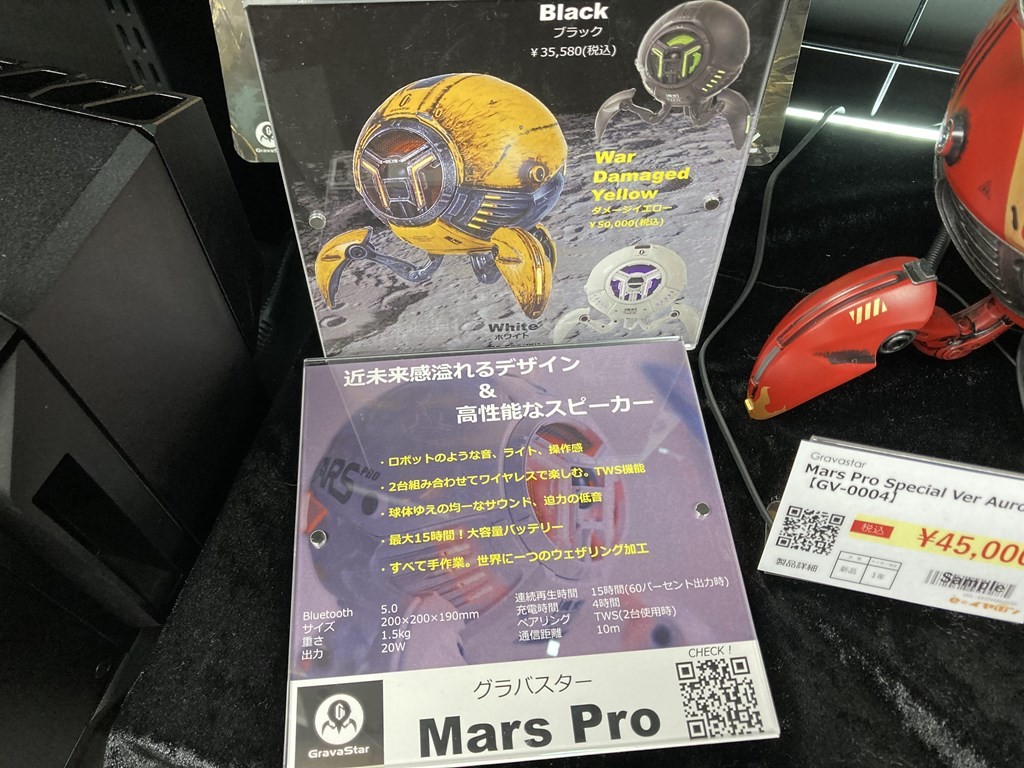 Black
ブラック
¥35,580(税込)
War
Damaged
Yellow
ダメージイエロー
¥50,000(税込)
White
ホワイト
GravaStar
近未来感溢れるデザイン
&
高性能なスピーカー
・ロボットのような音、ライト、操作感
・2台組み合わせてワイヤレスで楽しむ。TWS機能
・球体ゆえの均一なサウンド、迫力の低音
・最大15時間！大容量バッテリー
・すべて手作業。世界に一つのウェザリング加工
ARS PRO
Bluetooth 5.0
サイズ 200×200×190mm
重さ 1.5kg
出力 20W
連続再生時間 15時間(60パーセント出力時)
充電時間 4時間
ペアリング TWS(2台使用時)
通信距離 10m
CHECK！
グラバスター
Mars Pro
GravaStar
Gravastar
Mars Pro Special Ver Auro
【GV-0004】
税込 ¥45,000
製品詳細
新品 1年
Sample